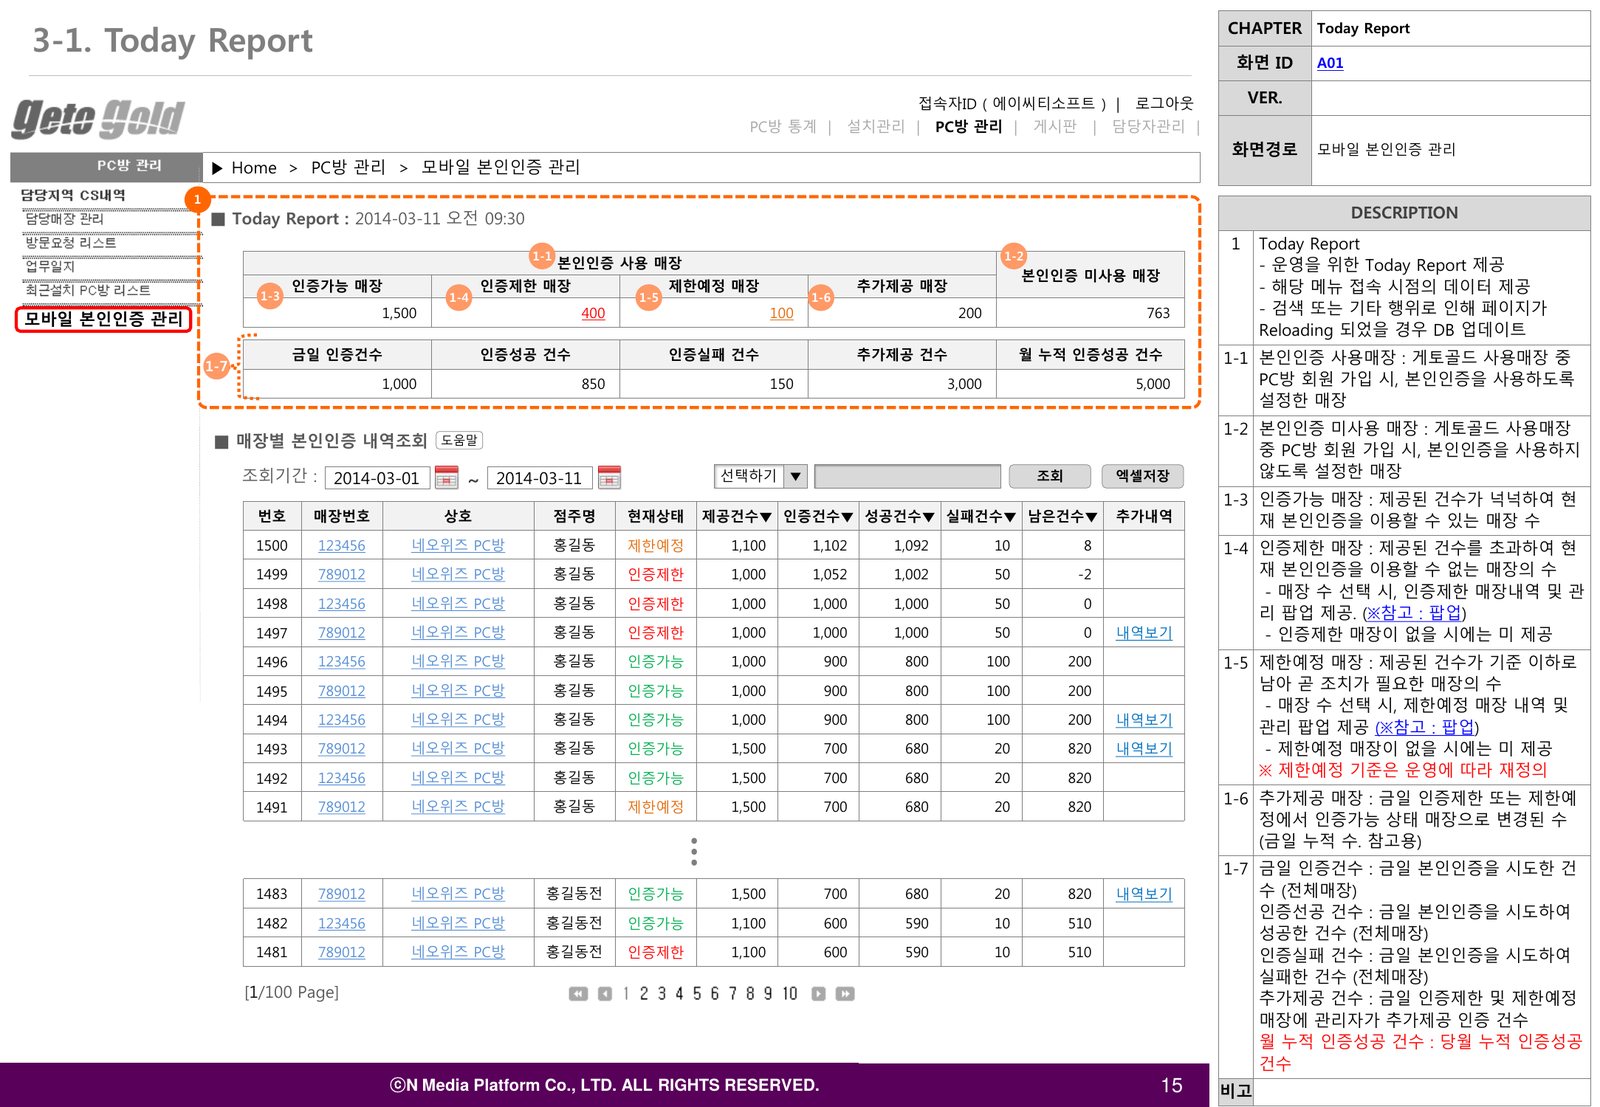 3-1. Today Report
geto gold
접속자ID ( 에이씨티소프트 ) | 로그아웃
PC방 통계 | 설치관리 | PC방 관리 | 게시판 | 담당자관리 |
PC방 관리
▶ Home > PC방 관리 > 모바일 본인인증 관리
담당지역 CS내역
담당매장 관리
방문요청 리스트
업무일지
최근설치 PC방 리스트
모바일 본인인증 관리
1
■ Today Report : 2014-03-11 오전 09:30
1-1 본인인증 사용 매장
1-2 본인인증 미사용 매장
인증가능 매장 인증제한 매장 제한예정 매장 추가제공 매장
1-3 1-4 1-5 1-6
1,500 400 100 200 763
1-7
금일 인증건수 인증성공 건수 인증실패 건수 추가제공 건수 월 누적 인증성공 건수
1,000 850 150 3,000 5,000
■ 매장별 본인인증 내역조회 도움말
조회기간 : 2014-03-01 ~ 2014-03-11 선택하기 ▼ 조회 엑셀저장
번호 매장번호 상호 점주명 현재상태 제공건수▼ 인증건수▼ 성공건수▼ 실패건수▼ 남은건수▼ 추가내역
1500 123456 네오위즈 PC방 홍길동 제한예정 1,100 1,102 1,092 10 8
1499 789012 네오위즈 PC방 홍길동 인증제한 1,000 1,052 1,002 50 -2
1498 123456 네오위즈 PC방 홍길동 인증제한 1,000 1,000 1,000 50 0
1497 789012 네오위즈 PC방 홍길동 인증제한 1,000 1,000 1,000 50 0 내역보기
1496 123456 네오위즈 PC방 홍길동 인증가능 1,000 900 800 100 200
1495 789012 네오위즈 PC방 홍길동 인증가능 1,000 900 800 100 200
1494 123456 네오위즈 PC방 홍길동 인증가능 1,000 900 800 100 200 내역보기
1493 789012 네오위즈 PC방 홍길동 인증가능 1,500 700 680 20 820 내역보기
1492 123456 네오위즈 PC방 홍길동 인증가능 1,500 700 680 20 820
1491 789012 네오위즈 PC방 홍길동 제한예정 1,500 700 680 20 820
1483 789012 네오위즈 PC방 홍길동전 인증가능 1,500 700 680 20 820 내역보기
1482 123456 네오위즈 PC방 홍길동전 인증가능 1,100 600 590 10 510
1481 789012 네오위즈 PC방 홍길동전 인증제한 1,100 600 590 10 510
[1/100 Page] 1 2 3 4 5 6 7 8 9 10
ⓒN Media Platform Co., LTD. ALL RIGHTS RESERVED. 15
CHAPTER Today Report
화면 ID A01
VER.
화면경로 모바일 본인인증 관리
DESCRIPTION
1 Today Report
- 운영을 위한 Today Report 제공
- 해당 메뉴 접속 시점의 데이터 제공
- 검색 또는 기타 행위로 인해 페이지가
Reloading 되었을 경우 DB 업데이트
1-1 본인인증 사용매장 : 게토골드 사용매장 중
PC방 회원 가입 시, 본인인증을 사용하도록
설정한 매장
1-2 본인인증 미사용 매장 : 게토골드 사용매장
중 PC방 회원 가입 시, 본인인증을 사용하지
않도록 설정한 매장
1-3 인증가능 매장 : 제공된 건수가 넉넉하여 현
재 본인인증을 이용할 수 있는 매장 수
1-4 인증제한 매장 : 제공된 건수를 초과하여 현
재 본인인증을 이용할 수 없는 매장의 수
- 매장 수 선택 시, 인증제한 매장내역 및 관
리 팝업 제공. (※참고 : 팝업)
- 인증제한 매장이 없을 시에는 미 제공
1-5 제한예정 매장 : 제공된 건수가 기준 이하로
남아 곧 조치가 필요한 매장의 수
- 매장 수 선택 시, 제한예정 매장 내역 및
관리 팝업 제공 (※참고 : 팝업)
- 제한예정 매장이 없을 시에는 미 제공
※ 제한예정 기준은 운영에 따라 재정의
1-6 추가제공 매장 : 금일 인증제한 또는 제한예
정에서 인증가능 상태 매장으로 변경된 수
(금일 누적 수. 참고용)
1-7 금일 인증건수 : 금일 본인인증을 시도한 건
수 (전체매장)
인증선공 건수 : 금일 본인인증을 시도하여
성공한 건수 (전체매장)
인증실패 건수 : 금일 본인인증을 시도하여
실패한 건수 (전체매장)
추가제공 건수 : 금일 인증제한 및 제한예정
매장에 관리자가 추가제공 인증 건수
월 누적 인증성공 건수 : 당월 누적 인증성공
건수
비고